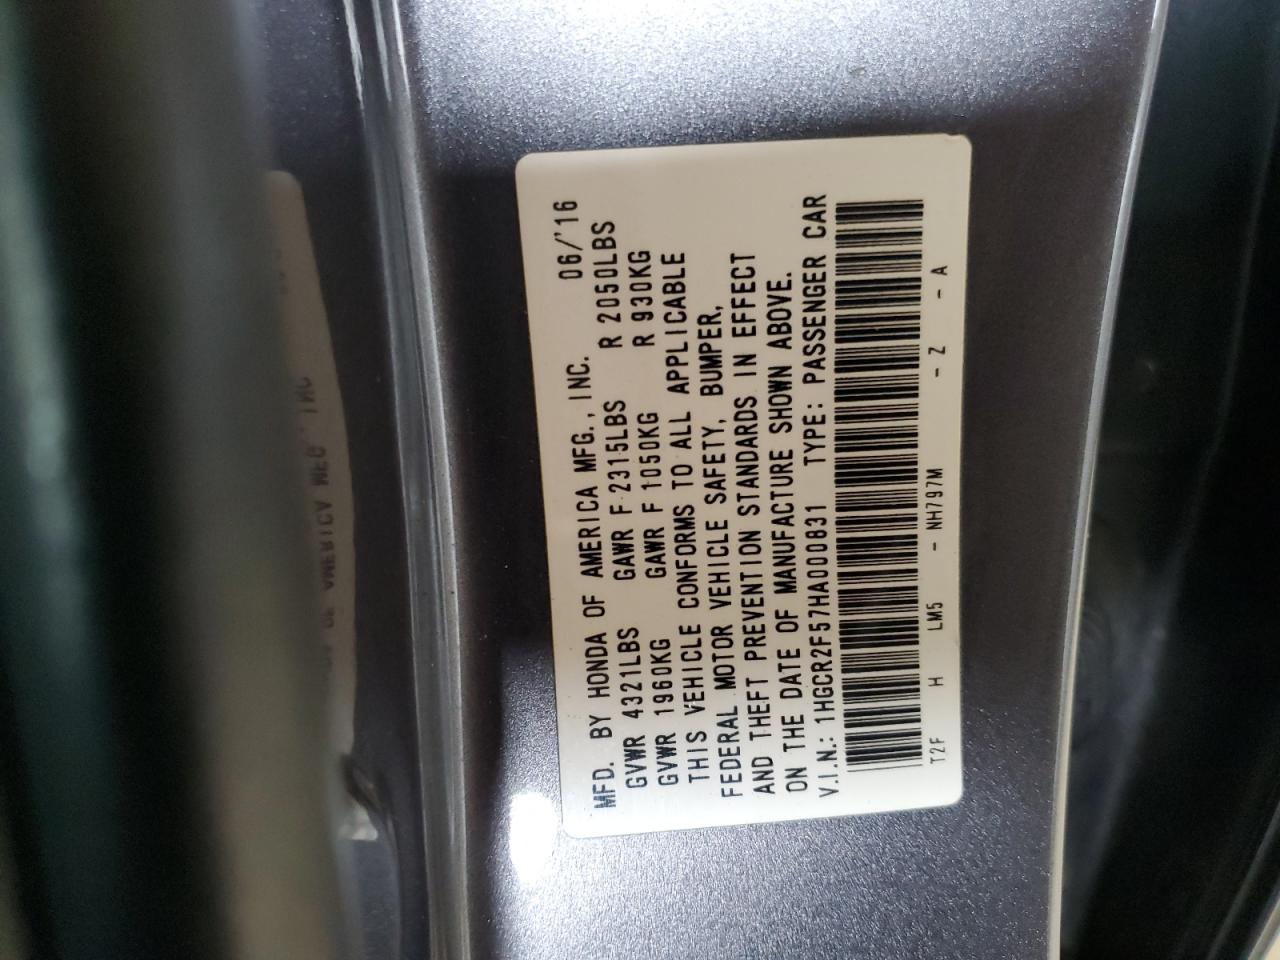 MFD. BY HONDA OF AMERICA MFG., INC. 06/'16
GVWR 4321LBS GAWR F 2315LBS R 2050LBS
GVWR 1960KG GAWR F 1050KG R 930KG
THIS VEHICLE CONFORMS TO ALL APPLICABLE
FEDERAL MOTOR VEHICLE SAFETY, BUMPER,
AND THEFT PREVENTION STANDARDS IN EFFECT
ON THE DATE OF MANUFACTURE SHOWN ABOVE.
V.I.N.: 1HGCR2F57HA000831 TYPE: PASSENGER CAR
T2F H LM5 - NH797M - Z - A